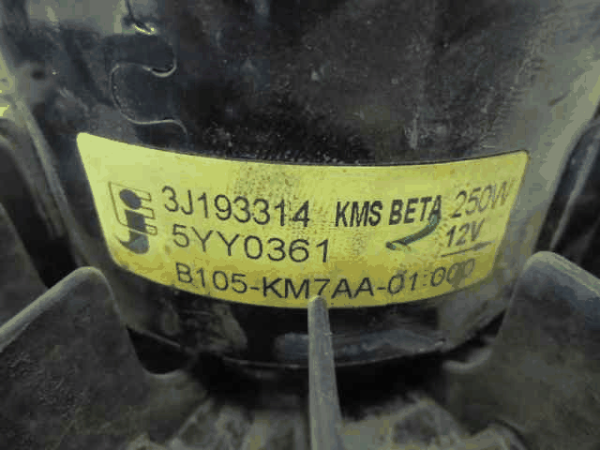 3J193314 KMS BETA 250W
5YY0361 12V
B105-KM7AA-01.000